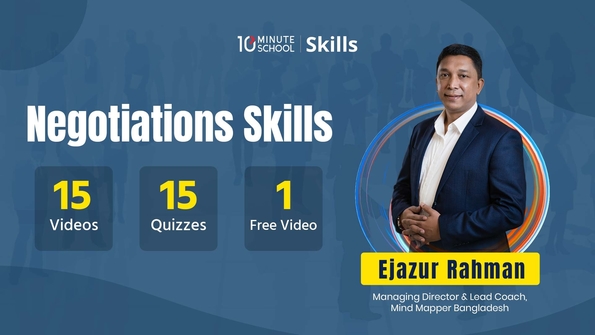 10 MINUTE SCHOOL | Skills
Negotiations Skills
15
Videos
15
Quizzes
1
Free Video
Ejazur Rahman
Managing Director & Lead Coach,
Mind Mapper Bangladesh